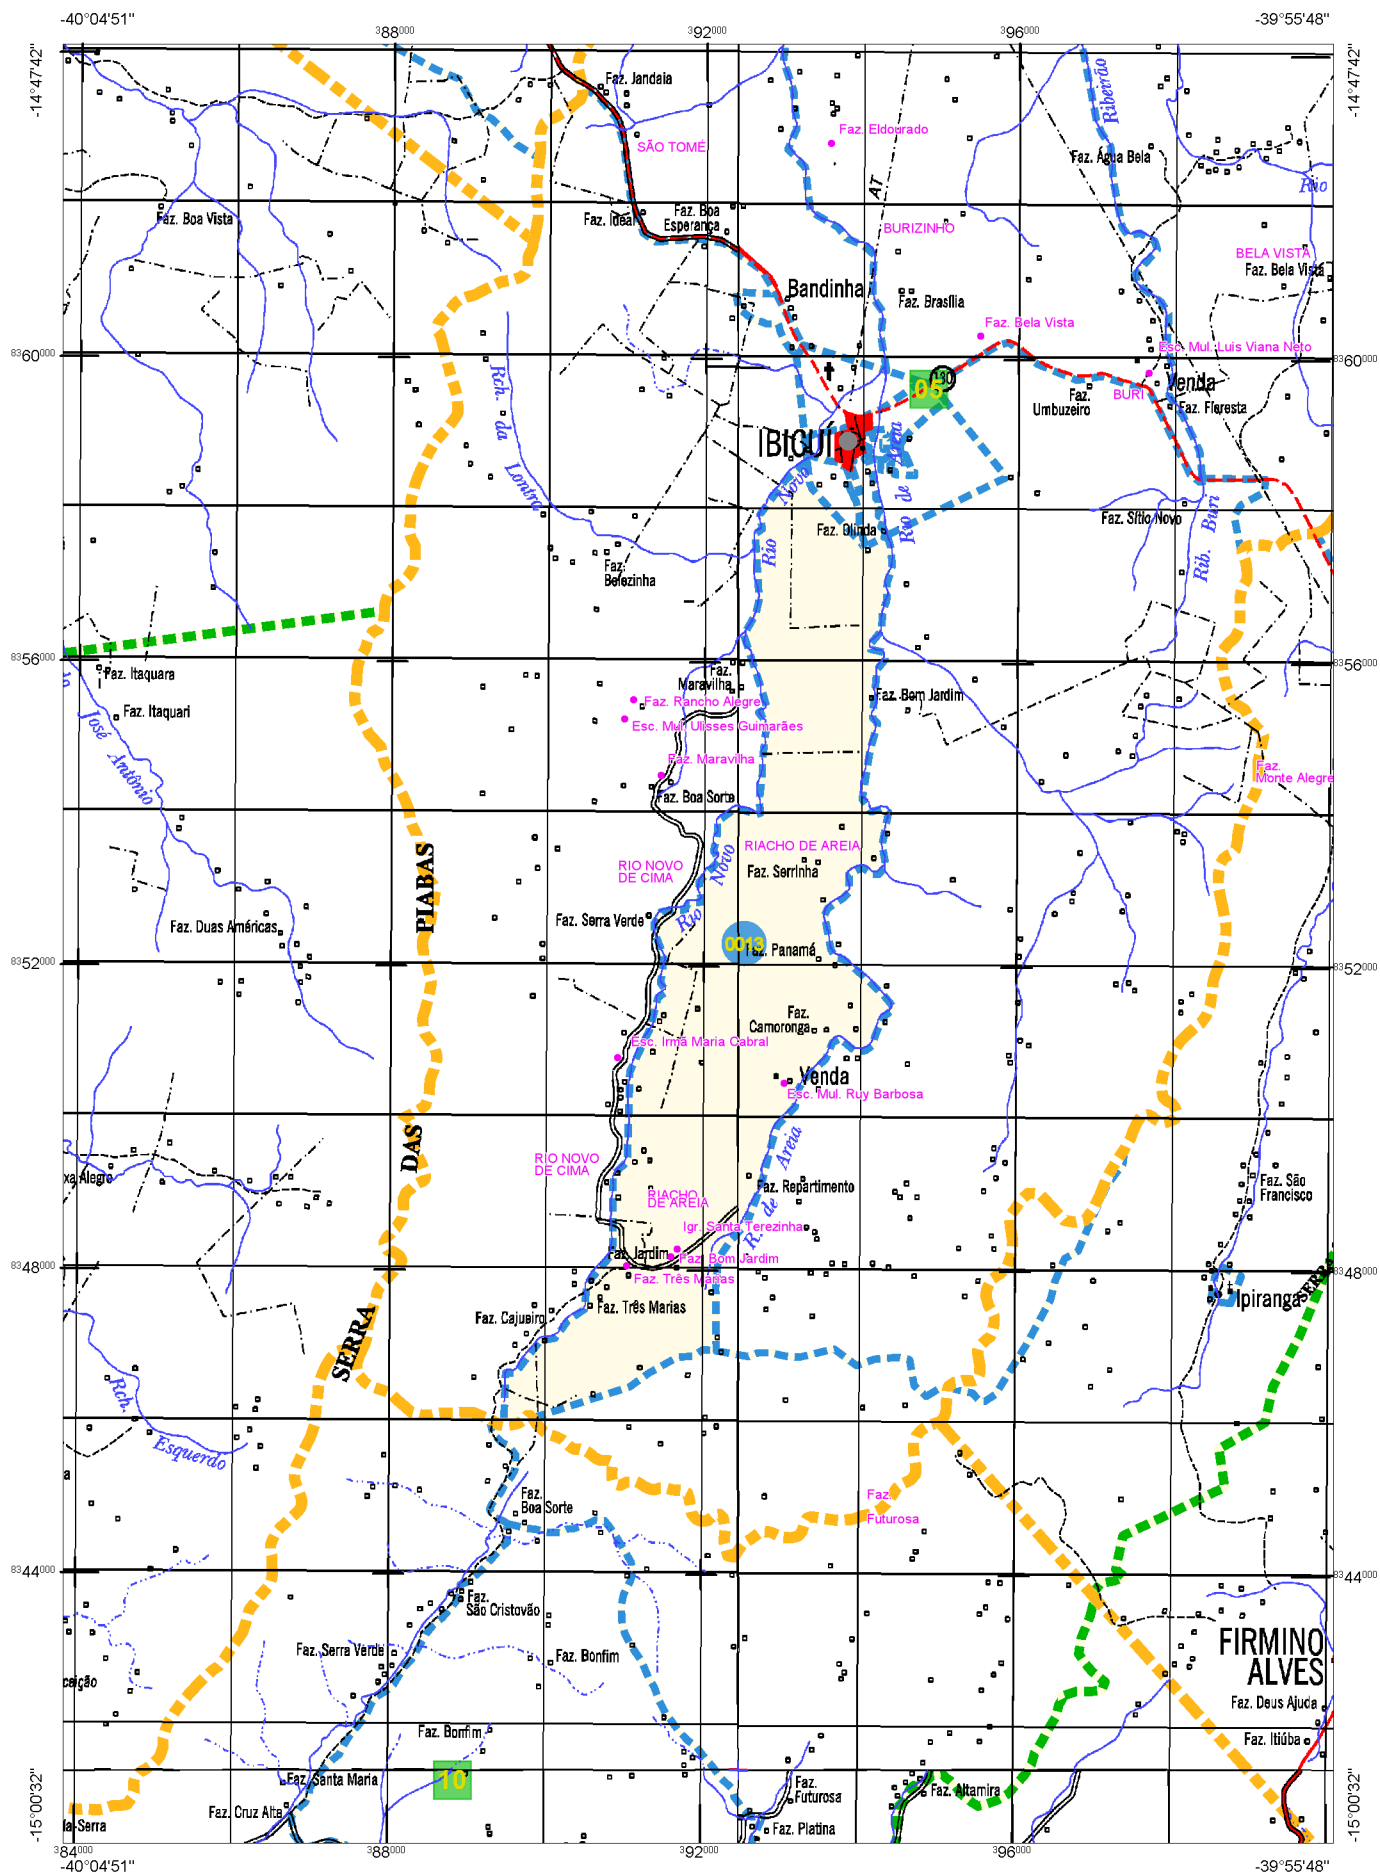 -40°04'51"
-39°55'48"
388000
392000
396000
-14°47'42"
-14°47'42"
Faz. Jandaia
SÃO TOMÉ
Faz. Eldourado
Ribeirão
Faz. Água Bela
Rio
AT
Faz. Boa Vista
Faz. Ideal
Faz. Boa
Esperança
BURIZINHO
BELA VISTA
Faz. Bela Vista
Bandinha
Faz. Brasília
Faz. Bela Vista
8360000
8360000
Esc. Mul. Luis Viana Neto
Venda
130
05
BURI
Faz.
Umbuzeiro
Faz. Floresta
Rch. da
Lontra
IBICUÍ
Novo
Rio
Rio de Areia
Faz. Olinda
Faz. Sítio Novo
Rib. Buri
Faz.
Belezinha
8356000
8356000
Faz. Itaquara
Faz. Itaquari
José Antônio
Faz.
Maravilha
Faz. Rancho Alegre
Esc. Mul. Ulisses Guimarães
Faz. Bom Jardim
Faz. Maravilha
Faz. Boa Sorte
Faz.
Monte Alegre
PIABAS
RIO NOVO
DE CIMA
Rio Novo
RIACHO DE AREIA
Faz. Serrinha
Faz. Duas Américas
Faz. Serra Verde
0013
Faz. Panamá
8352000
8352000
Faz.
Camoronga
Esc. Irmã Maria Cabral
Venda
Esc. Mul. Ruy Barbosa
DAS
RIO NOVO
DE CIMA
R. de Areia
xa Alegre
RIACHO
DE AREIA
Faz. Repartimento
Faz. São
Francisco
Igr. Santa Terezinha
Faz. Jardim
Faz. Bom Jardim
8348000
8348000
Faz. Três Marias
Faz. Três Marias
Faz. Cajueiro
Ipiranga
SERRA
SERRA
Rch.
Esquerdo
Faz.
Boa Sorte
Faz.
Futurosa
8344000
8344000
Faz.
São Cristovão
Faz. Serra Verde
Faz. Bonfim
FIRMINO
ALVES
caição
Faz. Deus Ajuda
Faz. Bonfim
Faz. Itiúba
10
Faz. Santa Maria
Faz.
Futurosa
Faz. Altamira
Faz. Cruz Alta
Faz. Platina
la-Serra
-15°00'32"
-15°00'32"
384000
388000
392000
396000
-40°04'51"
-39°55'48"